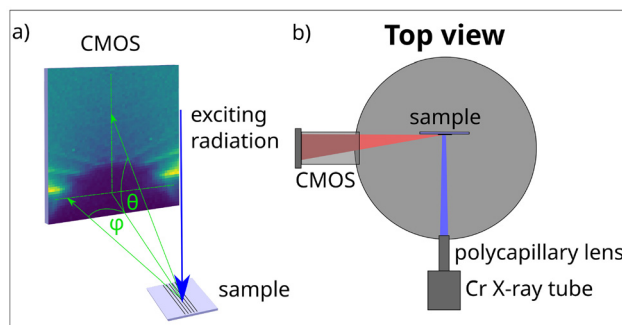 a)
CMOS
exciting
radiation
θ
φ
sample
b)
Top view
sample
CMOS
polycapillary lens
Cr X-ray tube